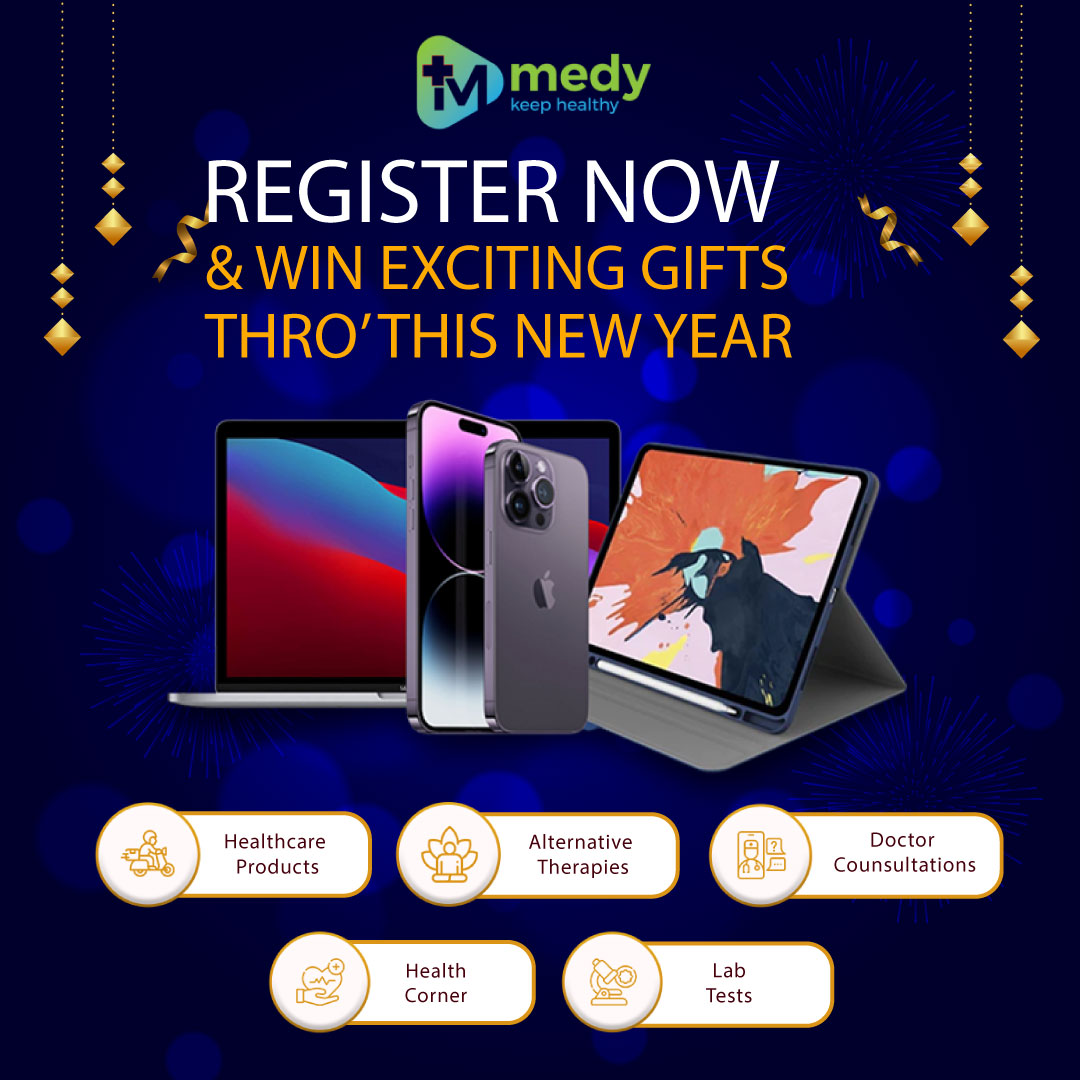 M medy
keep healthy
REGISTER NOW
& WIN EXCITING GIFTS
THRO' THIS NEW YEAR
Healthcare
Products
Alternative
Therapies
Doctor
Counsultations
Health
Corner
Lab
Tests